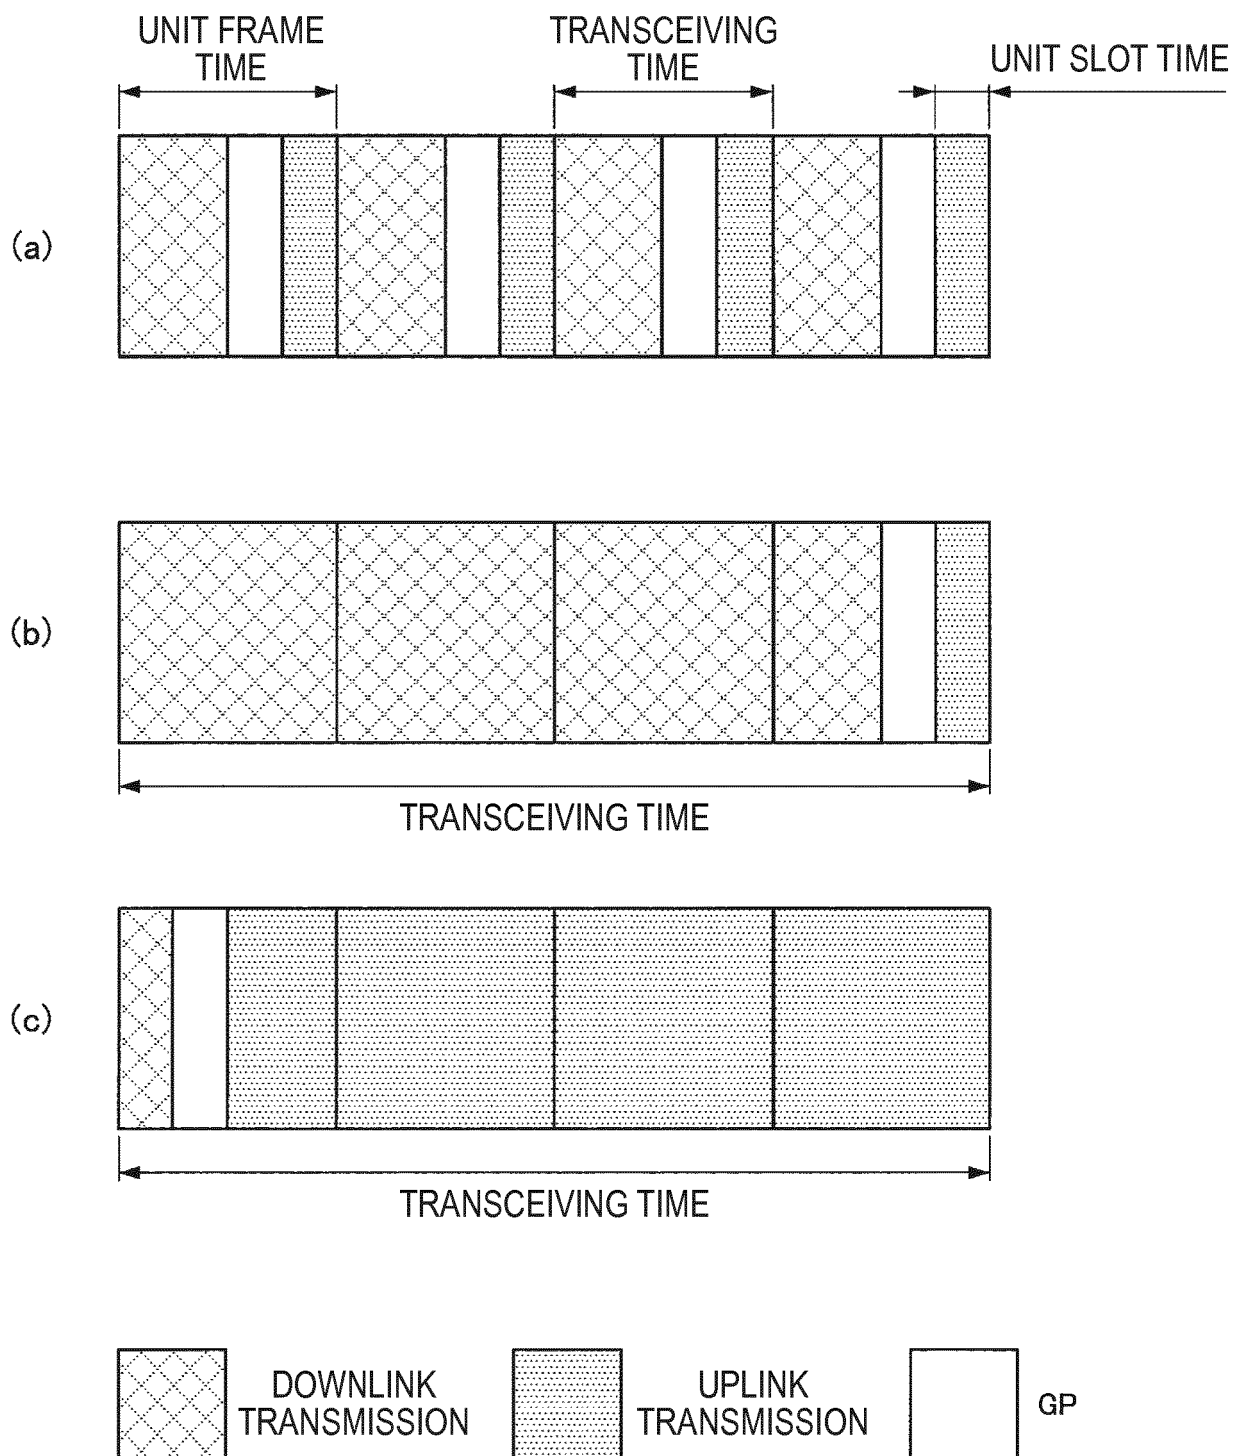 UNIT FRAME
TIME
TRANSCEIVING
TIME
UNIT SLOT TIME
(a)
(b)
TRANSCEIVING TIME
(c)
TRANSCEIVING TIME
DOWNLINK
TRANSMISSION
UPLINK
TRANSMISSION
GP